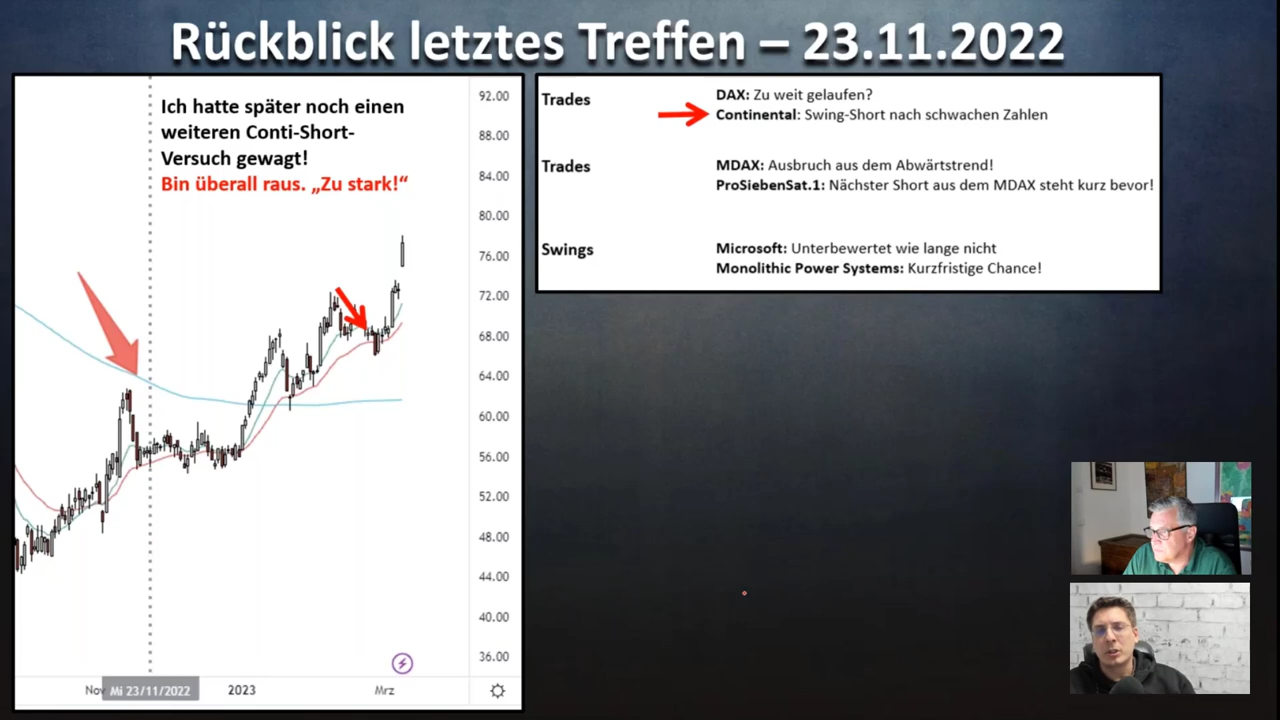 Rückblick letztes Treffen – 23.11.2022
Ich hatte später noch einen
weiteren Conti-Short-
Versuch gewagt!
Bin überall raus. „Zu stark!“
92.00
88.00
84.00
80.00
76.00
72.00
68.00
64.00
60.00
56.00
52.00
48.00
44.00
40.00
36.00
Nov
Mi 23/11/2022
2023
Mrz
Trades
DAX: Zu weit gelaufen?
Continental: Swing-Short nach schwachen Zahlen
Trades
MDAX: Ausbruch aus dem Abwärtstrend!
ProSiebenSat.1: Nächster Short aus dem MDAX steht kurz bevor!
Swings
Microsoft: Unterbewertet wie lange nicht
Monolithic Power Systems: Kurzfristige Chance!